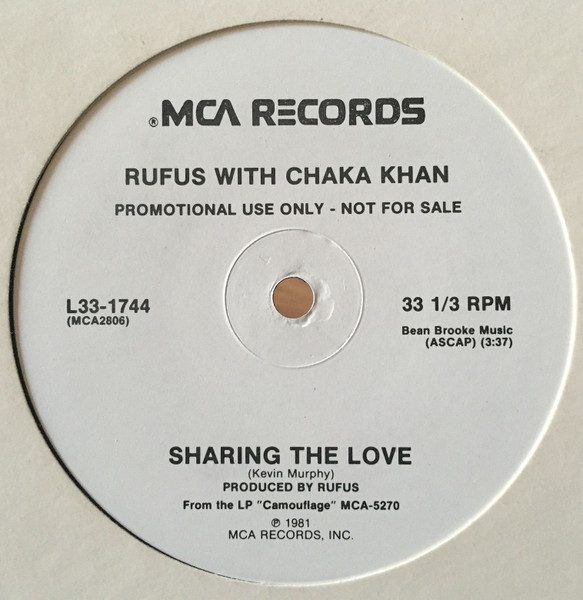 ® MCA RECORDS
RUFUS WITH CHAKA KHAN
PROMOTIONAL USE ONLY - NOT FOR SALE
L33-1744
(MCA2806)
33 1/3 RPM
Bean Brooke Music
(ASCAP) (3:37)
SHARING THE LOVE
(Kevin Murphy)
PRODUCED BY RUFUS
From the LP "Camouflage" MCA-5270
℗ 1981
MCA RECORDS, INC.